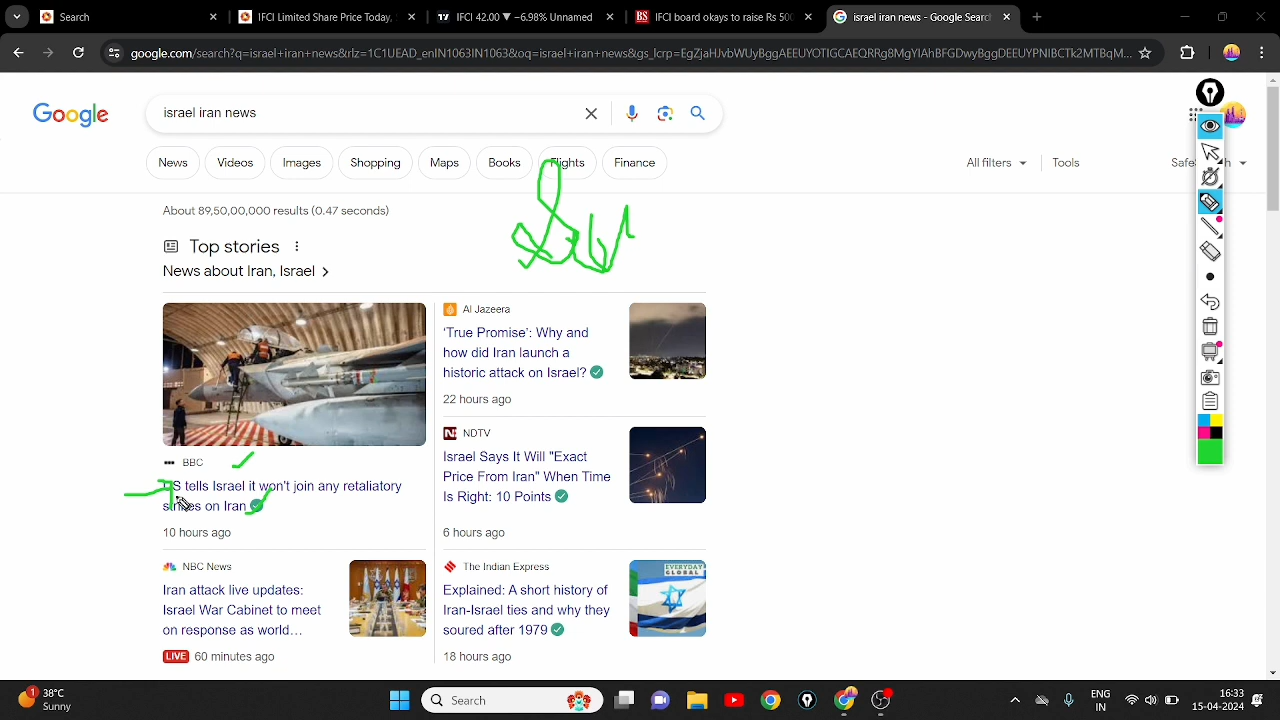 Search
IFCI Limited Share Price Today,
IFCI 42.00 ▼ −6.98% Unnamed
BS IFCI board okays to raise Rs 500
israel iran news - Google Search
google.com/search?q=israel+iran+news&rlz=1C1UEAD_enIN1063IN1063&oq=israel+iran+news&gs_lcrp=EgZjaHJvbWUyBggAEEUYOTIGCAEQRRg8MgYIAhBFGDwyBggDEEUYPNIBCTk2MTBqM...
Google
israel iran news
News
Videos
Images
Shopping
Maps
Books
Flights
Finance
All filters
Tools
About 89,50,00,000 results (0.47 seconds)
Top stories
News about Iran, Israel
BBC
US tells Israel it won't join any retaliatory
strikes on Iran
10 hours ago
Al Jazeera
‘True Promise’: Why and
how did Iran launch a
historic attack on Israel?
22 hours ago
NDTV
Israel Says It Will "Exact
Price From Iran" When Time
Is Right: 10 Points
6 hours ago
NBC News
Iran attack live updates:
Israel War Cabinet to meet
on response as world...
LIVE 60 minutes ago
The Indian Express
Explained: A short history of
Iran-Israel ties and why they
soured after 1979
18 hours ago
EVERYDAY
GLOBAL
1
38°C
Sunny
Search
ENG
IN
16:33
15-04-2024